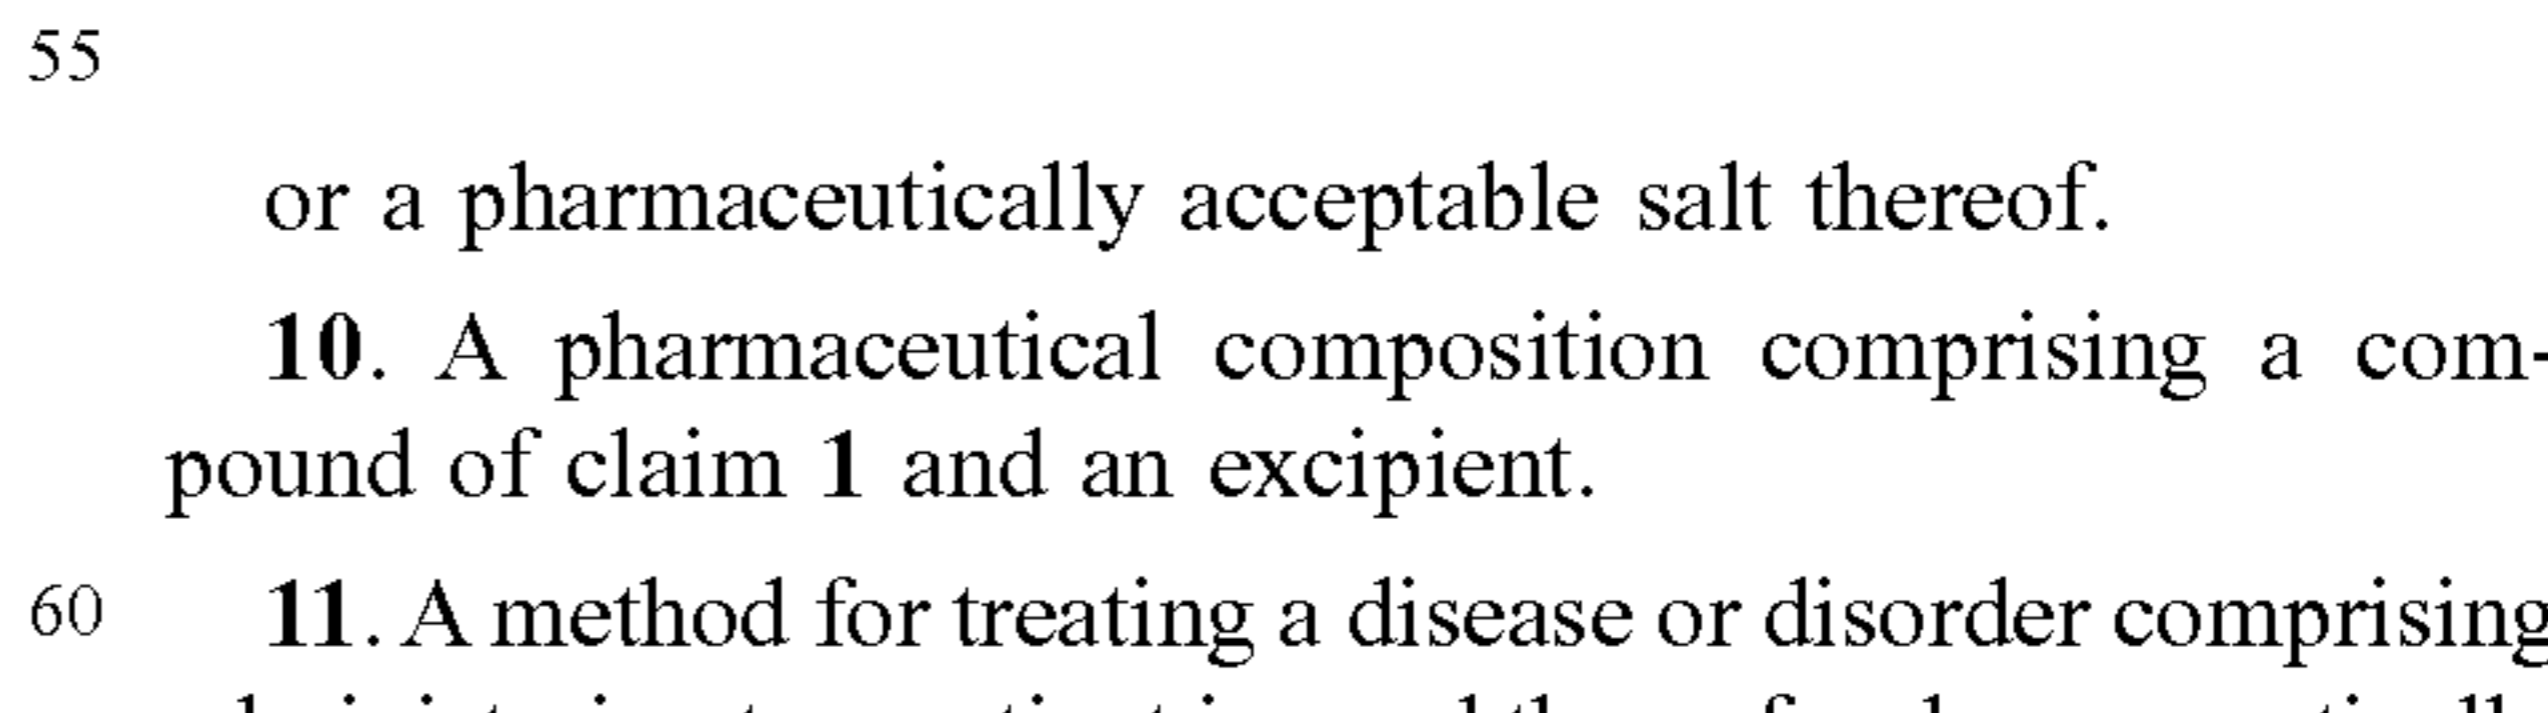 55
or a pharmaceutically acceptable salt thereof.
10. A pharmaceutical composition comprising a com-
pound of claim 1 and an excipient.
60 11. A method for treating a disease or disorder comprising